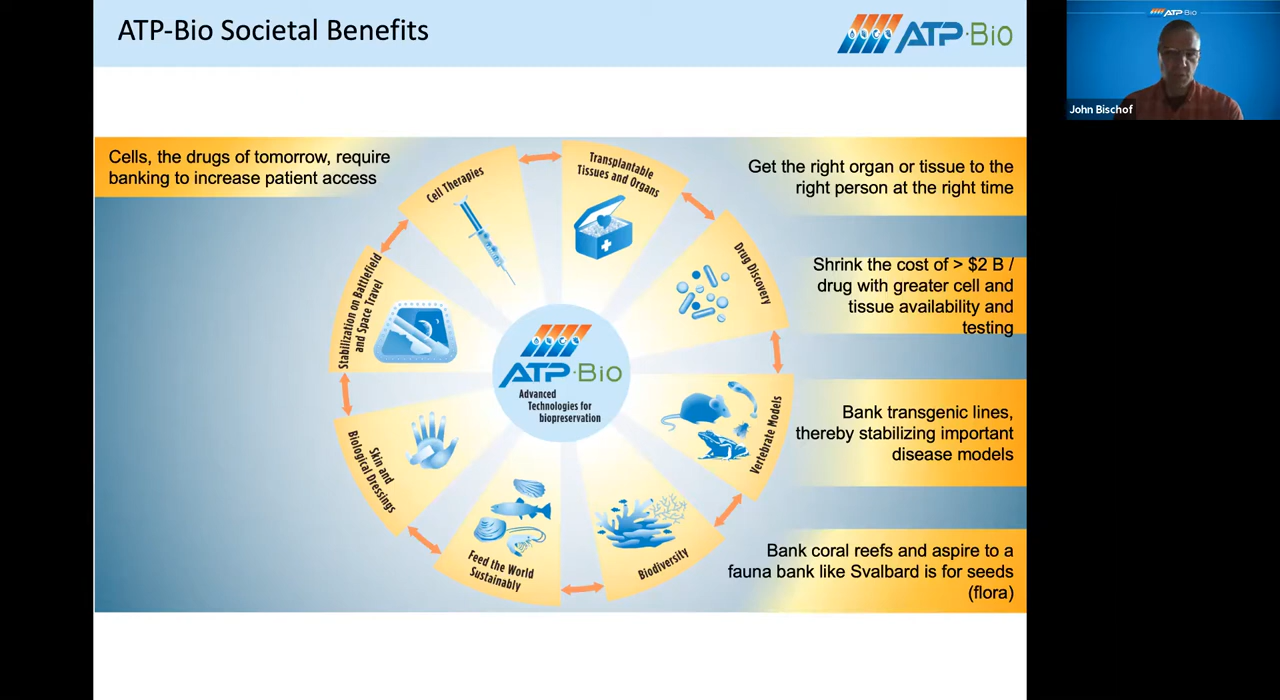 ATP-Bio Societal Benefits
ATP·Bio
ATP·Bio
John Bischof
Cells, the drugs of tomorrow, require
banking to increase patient access
Get the right organ or tissue to the
right person at the right time
Shrink the cost of > $2 B /
drug with greater cell and
tissue availability and
testing
Bank transgenic lines,
thereby stabilizing important
disease models
Bank coral reefs and aspire to a
fauna bank like Svalbard is for seeds
(flora)
Cell Therapies
Transplantable
Tissues and Organs
Drug Discovery
Vertebrate Models
Biodiversity
Feed the World
Sustainably
Skin and
Biological Dressings
Stabilization on Battlefield
and Space Travel
ATP·Bio
Advanced
Technologies for
biopreservation